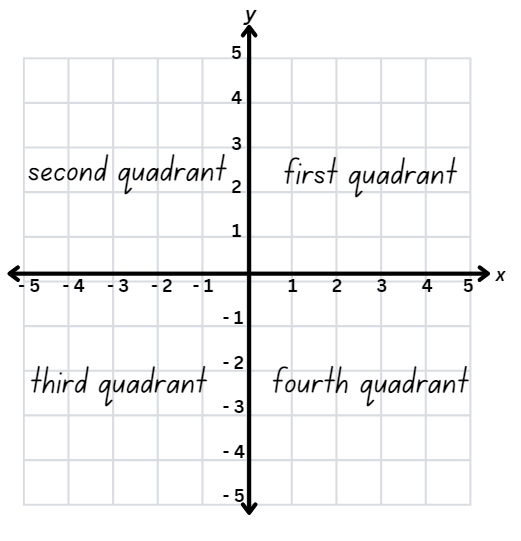 y
5
4
3
second quadrant first quadrant
2
1
-5 -4 -3 -2 -1 1 2 3 4 5 x
-1
-2
third quadrant fourth quadrant
-3
-4
-5